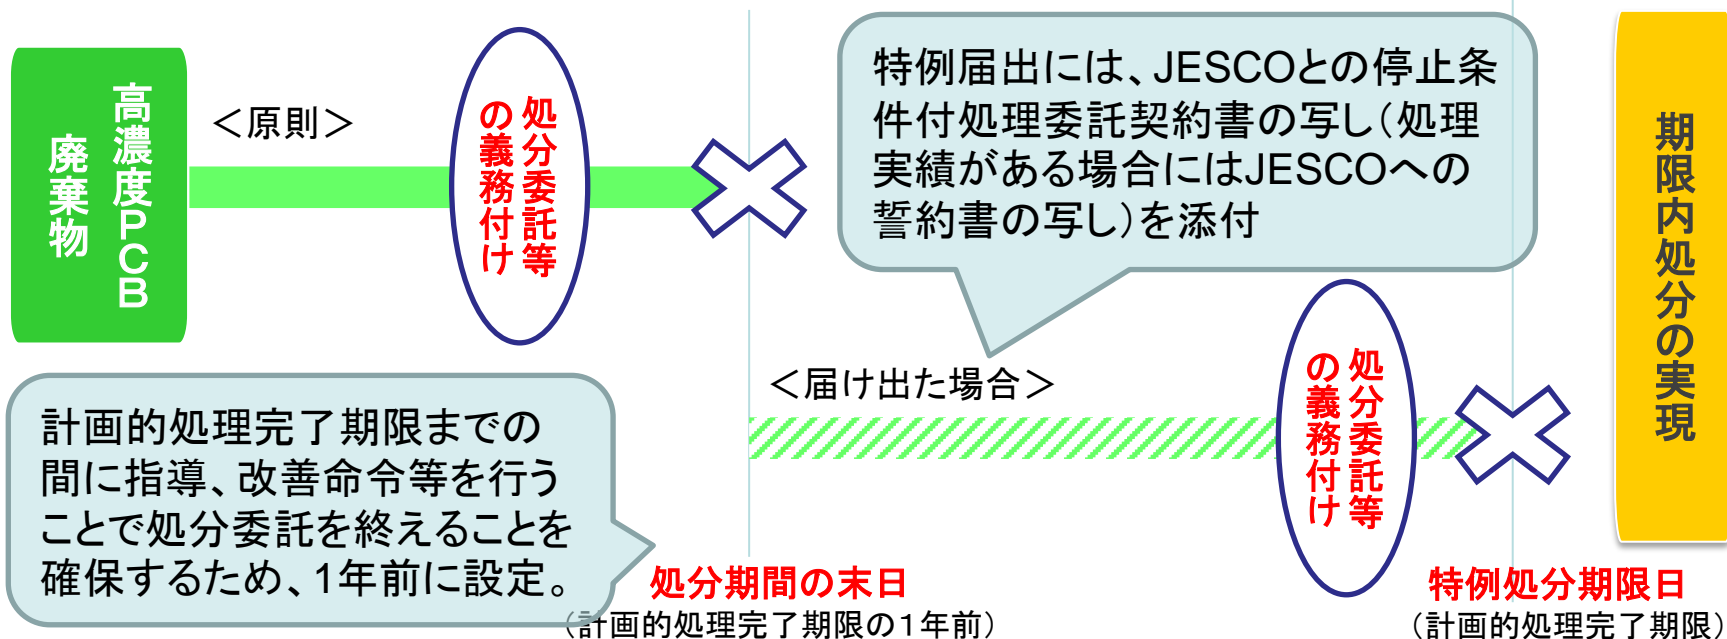 高濃度PCB
廃棄物
＜原則＞
処分委託等
の義務付け
特例届出には、JESCOとの停止条
件付処理委託契約書の写し（処理
実績がある場合にはJESCOへの
誓約書の写し）を添付
期限内処分の実現
＜届け出た場合＞
処分委託等
の義務付け
計画的処理完了期限までの
間に指導、改善命令等を行う
ことで処分委託を終えることを
確保するため、1年前に設定。
処分期間の末日
（計画的処理完了期限の１年前）
特例処分期限日
（計画的処理完了期限）